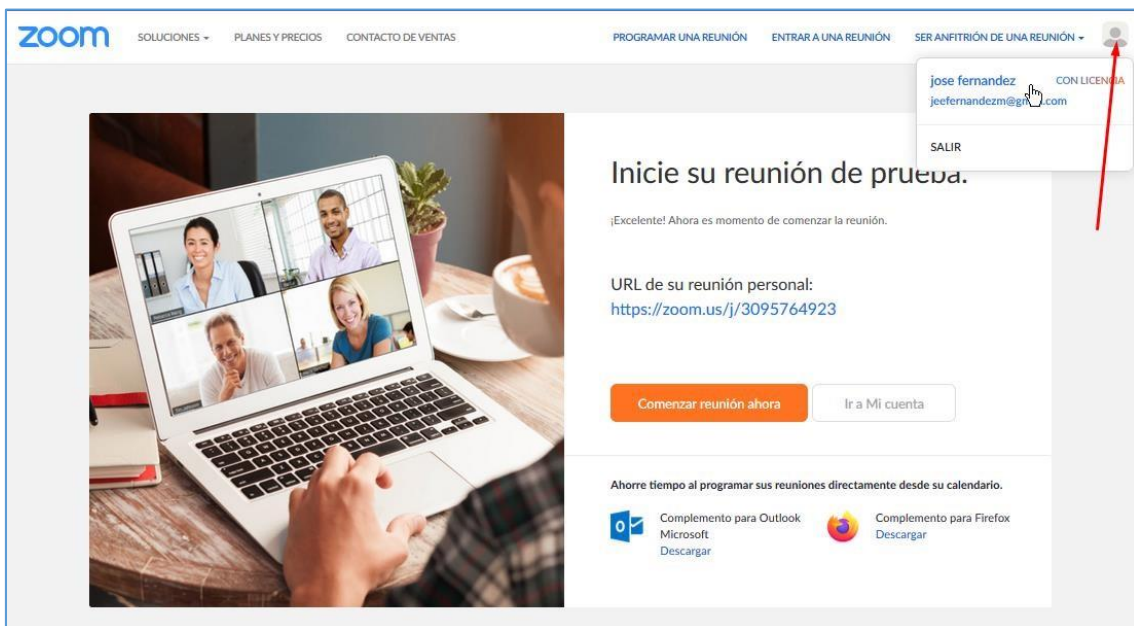 zoom SOLUCIONES PLANES Y PRECIOS CONTACTO DE VENTAS PROGRAMAR UNA REUNIÓN ENTRAR A UNA REUNIÓN SER ANFITRIÓN DE UNA REUNIÓN
jose fernandez CON LICENCIA
SALIR
Inicie su reunión de prueba.
¡Excelente! Ahora es momento de comenzar la reunión.
URL de su reunión personal:
https://zoom.us/j/3095764923
Comenzar reunión ahora Ir a Mi cuenta
Ahorre tiempo al programar sus reuniones directamente desde su calendario.
Complemento para Outlook
Microsoft
Descargar
Complemento para Firefox
Descargar